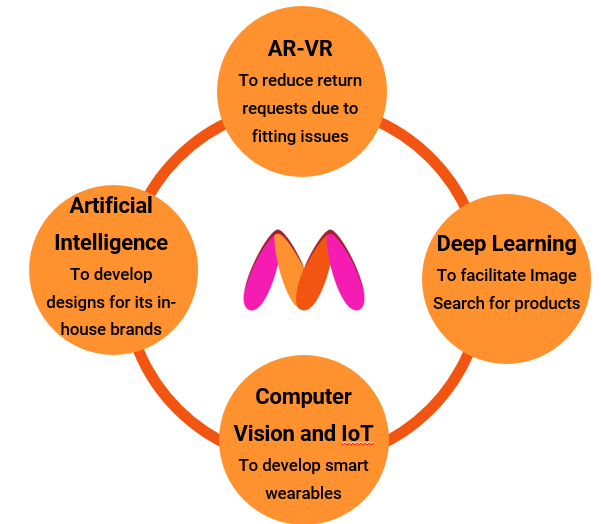 AR-VR
To reduce return
requests due to
fitting issues
Artificial
Intelligence
To develop
designs for its in-
house brands
Deep Learning
To facilitate Image
Search for products
Computer
Vision and IoT
To develop smart
wearables